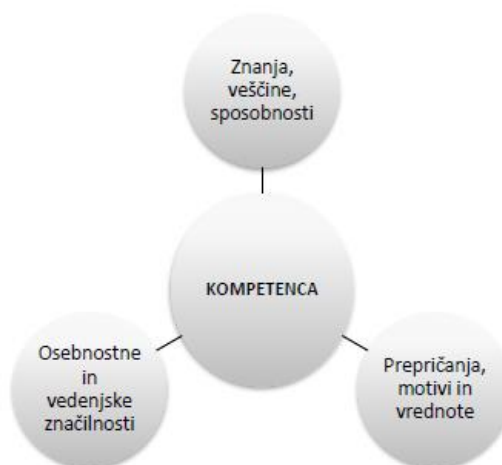 Znanja,
veščine,
sposobnosti
KOMPETENCA
Osebnostne
in
vedenjske
značilnosti
Prepričanja,
motivi in
vrednote